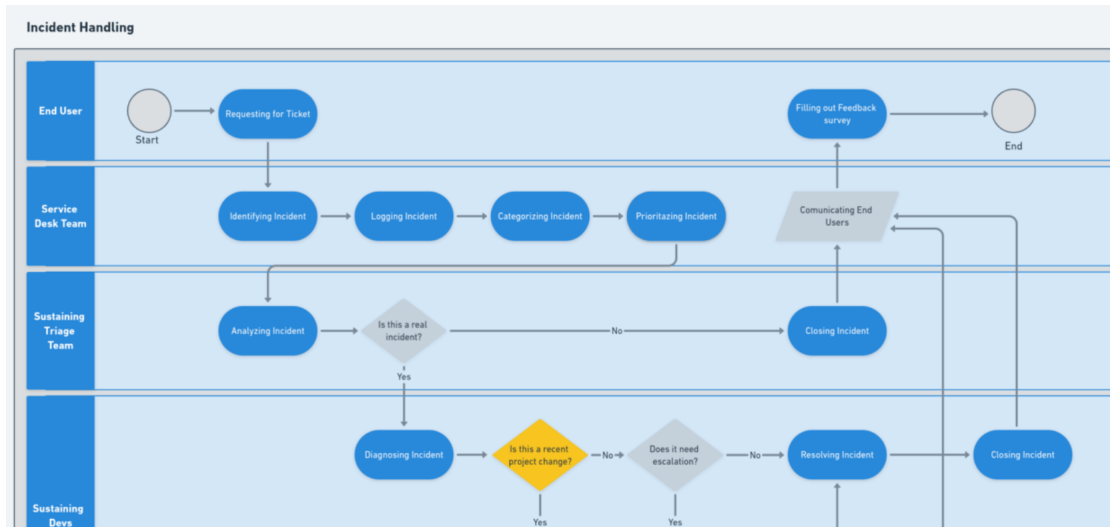 Incident Handling
End User
Start
Requesting for Ticket
Filling out Feedback
survey
End
Service
Desk Team
Identifying Incident
Logging Incident
Categorizing Incident
Prioritazing Incident
Comunicating End
Users
Sustaining
Triage
Team
Analyzing Incident
Is this a real
incident?
No
Closing Incident
Yes
Sustaining
Devs
Diagnosing Incident
Is this a recent
project change?
No
Does it need
escalation?
No
Resolving Incident
Closing Incident
Yes
Yes